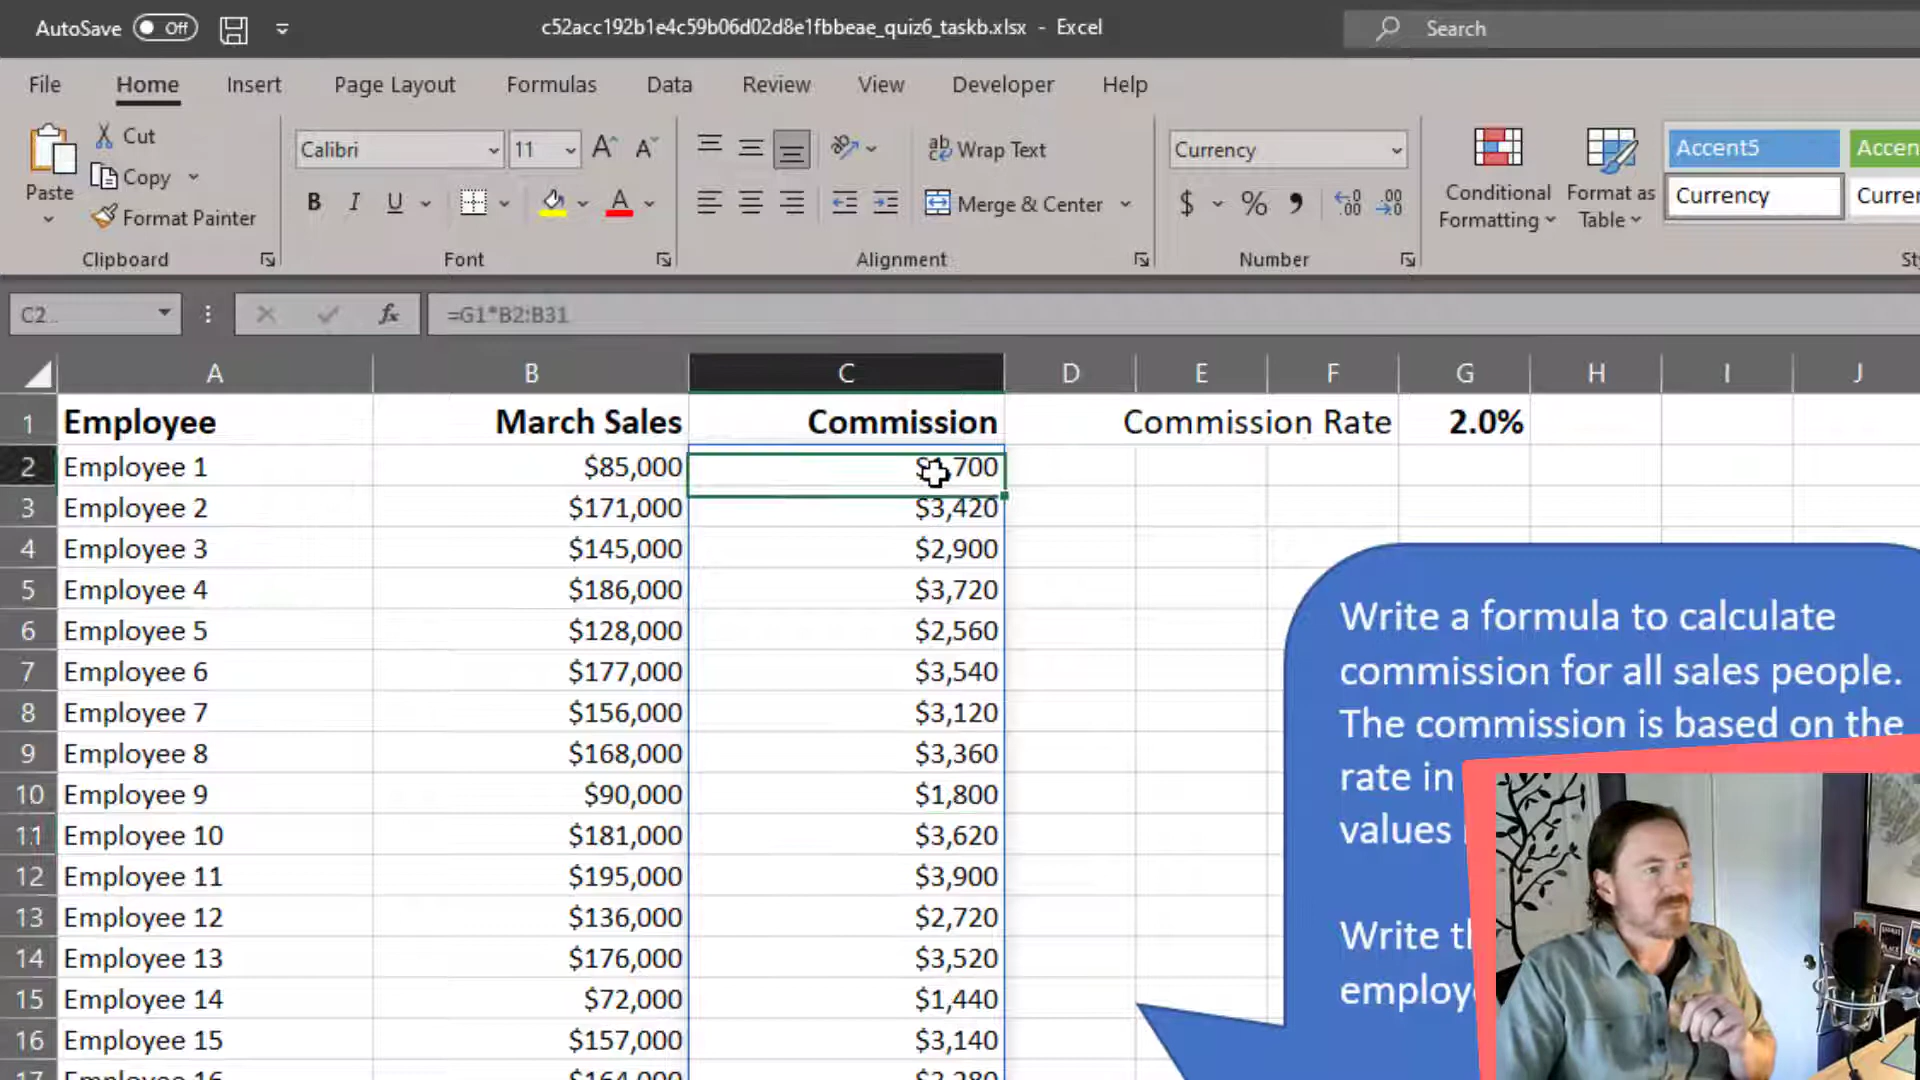 AutoSave Off c52acc192b1e4c59b06d02d8e1fbbeae_quiz6_taskb.xlsx - Excel Search
File Home Insert Page Layout Formulas Data Review View Developer Help
Paste Cut Copy Format Painter Clipboard
Calibri 11 B I U A Font
ab Wrap Text Merge & Center Alignment
Currency $ % , Number
Conditional Formatting Format as Table
Accent5 Accen
Currency Curre
C2 fx =G1*B2:B31
A B C D E F G H I J
1 Employee March Sales Commission Commission Rate 2.0%
2 Employee 1 $85,000 ,700
3 Employee 2 $171,000 $3,420
4 Employee 3 $145,000 $2,900
5 Employee 4 $186,000 $3,720
6 Employee 5 $128,000 $2,560
7 Employee 6 $177,000 $3,540
8 Employee 7 $156,000 $3,120
9 Employee 8 $168,000 $3,360
10 Employee 9 $90,000 $1,800
11 Employee 10 $181,000 $3,620
12 Employee 11 $195,000 $3,900
13 Employee 12 $136,000 $2,720
14 Employee 13 $176,000 $3,520
15 Employee 14 $72,000 $1,440
16 Employee 15 $157,000 $3,140
Write a formula to calculate
commission for all sales people.
The commission is based on the
rate in
values
Write
employ